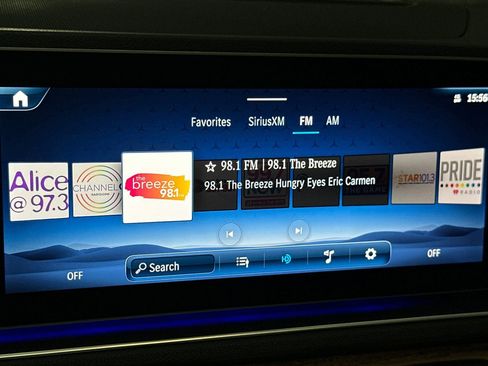 15:56
Favorites SiriusXM FM AM
Alice @ 97.3
CHANNEL
the breeze 98.1
☆ 98.1 FM | 98.1 The Breeze
98.1 The Breeze Hungry Eyes Eric Carmen
STAR 101.3
PRIDE
RADIO
OFF
Search
OFF